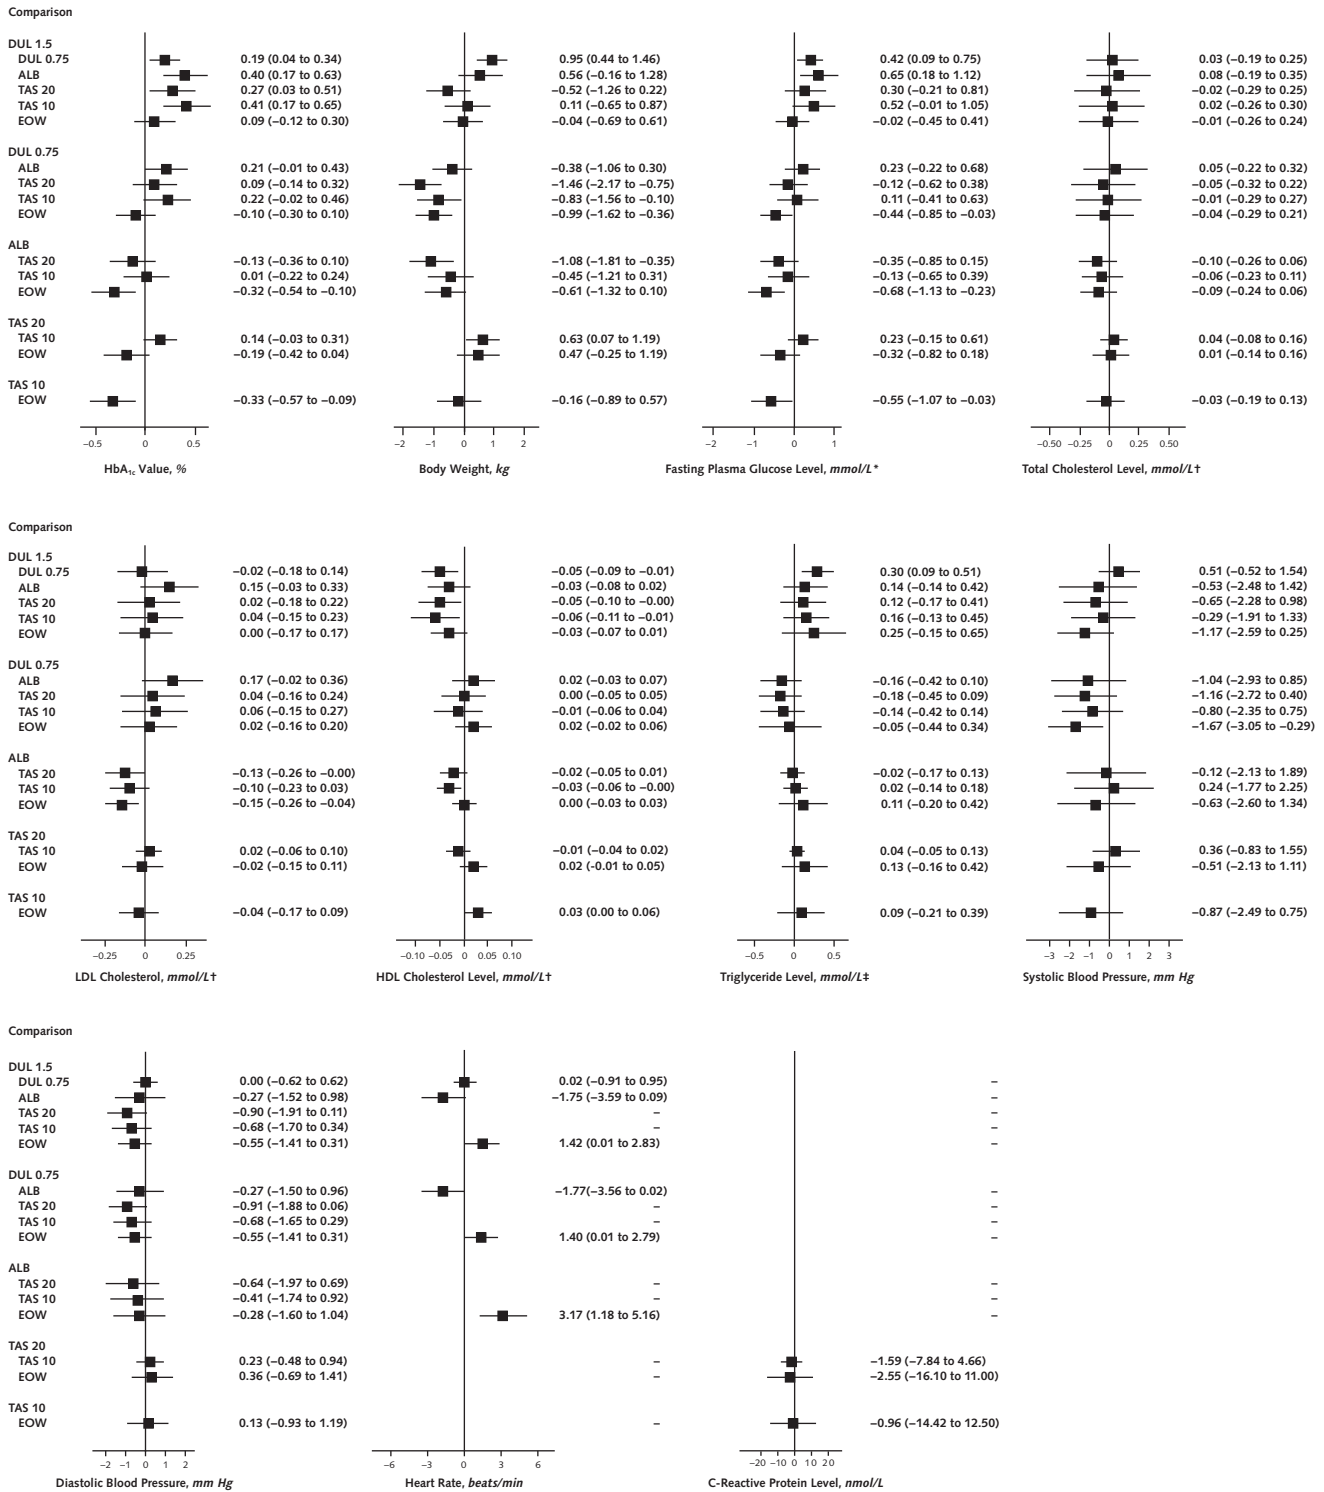 Comparison
DUL 1.5
DUL 0.75 0.19 (0.04 to 0.34) 0.95 (0.44 to 1.46) 0.42 (0.09 to 0.75) 0.03 (−0.19 to 0.25)
ALB 0.40 (0.17 to 0.63) 0.56 (−0.16 to 1.28) 0.65 (0.18 to 1.12) 0.08 (−0.19 to 0.35)
TAS 20 0.27 (0.03 to 0.51) −0.52 (−1.26 to 0.22) 0.30 (−0.21 to 0.81) −0.02 (−0.29 to 0.25)
TAS 10 0.41 (0.17 to 0.65) 0.11 (−0.65 to 0.87) 0.52 (−0.01 to 1.05) 0.02 (−0.26 to 0.30)
EOW 0.09 (−0.12 to 0.30) −0.04 (−0.69 to 0.61) −0.02 (−0.45 to 0.41) −0.01 (−0.26 to 0.24)
DUL 0.75
ALB 0.21 (−0.01 to 0.43) −0.38 (−1.06 to 0.30) 0.23 (−0.22 to 0.68) 0.05 (−0.22 to 0.32)
TAS 20 0.09 (−0.14 to 0.32) −1.46 (−2.17 to −0.75) −0.12 (−0.62 to 0.38) −0.05 (−0.32 to 0.22)
TAS 10 0.22 (−0.02 to 0.46) −0.83 (−1.56 to −0.10) 0.11 (−0.41 to 0.63) −0.01 (−0.29 to 0.27)
EOW −0.10 (−0.30 to 0.10) −0.99 (−1.62 to −0.36) −0.44 (−0.85 to −0.03) −0.04 (−0.29 to 0.21)
ALB
TAS 20 −0.13 (−0.36 to 0.10) −1.08 (−1.81 to −0.35) −0.35 (−0.85 to 0.15) −0.10 (−0.26 to 0.06)
TAS 10 0.01 (−0.22 to 0.24) −0.45 (−1.21 to 0.31) −0.13 (−0.65 to 0.39) −0.06 (−0.23 to 0.11)
EOW −0.32 (−0.54 to −0.10) −0.61 (−1.32 to 0.10) −0.68 (−1.13 to −0.23) −0.09 (−0.24 to 0.06)
TAS 20
TAS 10 0.14 (−0.03 to 0.31) 0.63 (0.07 to 1.19) 0.23 (−0.15 to 0.61) 0.04 (−0.08 to 0.16)
EOW −0.19 (−0.42 to 0.04) 0.47 (−0.25 to 1.19) −0.32 (−0.82 to 0.18) 0.01 (−0.14 to 0.16)
TAS 10
EOW −0.33 (−0.57 to −0.09) −0.16 (−0.89 to 0.57) −0.55 (−1.07 to −0.03) −0.03 (−0.19 to 0.13)
−0.5 0 0.5 −2 −1 0 1 2 −2 −1 0 1 −0.50 −0.25 0 0.25 0.50
HbA1c Value, % Body Weight, kg Fasting Plasma Glucose Level, mmol/L* Total Cholesterol Level, mmol/L†
Comparison
DUL 1.5
DUL 0.75 −0.02 (−0.18 to 0.14) −0.05 (−0.09 to −0.01) 0.30 (0.09 to 0.51) 0.51 (−0.52 to 1.54)
ALB 0.15 (−0.03 to 0.33) −0.03 (−0.08 to 0.02) 0.14 (−0.14 to 0.42) −0.53 (−2.48 to 1.42)
TAS 20 0.02 (−0.18 to 0.22) −0.05 (−0.10 to −0.00) 0.12 (−0.17 to 0.41) −0.65 (−2.28 to 0.98)
TAS 10 0.04 (−0.15 to 0.23) −0.06 (−0.11 to −0.01) 0.16 (−0.13 to 0.45) −0.29 (−1.91 to 1.33)
EOW 0.00 (−0.17 to 0.17) −0.03 (−0.07 to 0.01) 0.25 (−0.15 to 0.65) −1.17 (−2.59 to 0.25)
DUL 0.75
ALB 0.17 (−0.02 to 0.36) 0.02 (−0.03 to 0.07) −0.16 (−0.42 to 0.10) −1.04 (−2.93 to 0.85)
TAS 20 0.04 (−0.16 to 0.24) 0.00 (−0.05 to 0.05) −0.18 (−0.45 to 0.09) −1.16 (−2.72 to 0.40)
TAS 10 0.06 (−0.15 to 0.27) −0.01 (−0.06 to 0.04) −0.14 (−0.42 to 0.14) −0.80 (−2.35 to 0.75)
EOW 0.02 (−0.16 to 0.20) 0.02 (−0.02 to 0.06) −0.05 (−0.44 to 0.34) −1.67 (−3.05 to −0.29)
ALB
TAS 20 −0.13 (−0.26 to −0.00) −0.02 (−0.05 to 0.01) −0.02 (−0.17 to 0.13) −0.12 (−2.13 to 1.89)
TAS 10 −0.10 (−0.23 to 0.03) −0.03 (−0.06 to −0.00) 0.02 (−0.14 to 0.18) 0.24 (−1.77 to 2.25)
EOW −0.15 (−0.26 to −0.04) 0.00 (−0.03 to 0.03) 0.11 (−0.20 to 0.42) −0.63 (−2.60 to 1.34)
TAS 20
TAS 10 0.02 (−0.06 to 0.10) −0.01 (−0.04 to 0.02) 0.04 (−0.05 to 0.13) 0.36 (−0.83 to 1.55)
EOW −0.02 (−0.15 to 0.11) 0.02 (-0.01 to 0.05) 0.13 (−0.16 to 0.42) −0.51 (−2.13 to 1.11)
TAS 10
EOW −0.04 (−0.17 to 0.09) 0.03 (0.00 to 0.06) 0.09 (−0.21 to 0.39) −0.87 (−2.49 to 0.75)
−0.25 0 0.25 −0.10 −0.05 0 0.05 0.10 −0.5 0 0.5 −3 −2 −1 0 1 2 3
LDL Cholesterol, mmol/L† HDL Cholesterol Level, mmol/L† Triglyceride Level, mmol/L‡ Systolic Blood Pressure, mm Hg
Comparison
DUL 1.5
DUL 0.75 0.00 (−0.62 to 0.62) 0.02 (−0.91 to 0.95) –
ALB −0.27 (−1.52 to 0.98) −1.75 (−3.59 to 0.09) –
TAS 20 −0.90 (−1.91 to 0.11) – –
TAS 10 −0.68 (−1.70 to 0.34) – –
EOW −0.55 (−1.41 to 0.31) 1.42 (0.01 to 2.83) –
DUL 0.75
ALB −0.27 (−1.50 to 0.96) −1.77(−3.56 to 0.02) –
TAS 20 −0.91 (−1.88 to 0.06) – –
TAS 10 −0.68 (−1.65 to 0.29) – –
EOW −0.55 (−1.41 to 0.31) 1.40 (0.01 to 2.79) –
ALB
TAS 20 −0.64 (−1.97 to 0.69) – –
TAS 10 −0.41 (−1.74 to 0.92) – –
EOW −0.28 (−1.60 to 1.04) 3.17 (1.18 to 5.16) –
TAS 20
TAS 10 0.23 (−0.48 to 0.94) – −1.59 (−7.84 to 4.66)
EOW 0.36 (−0.69 to 1.41) – −2.55 (−16.10 to 11.00)
TAS 10
EOW 0.13 (−0.93 to 1.19) – −0.96 (−14.42 to 12.50)
−2 −1 0 1 2 −6 −3 0 3 6 −20 −10 0 10 20
Diastolic Blood Pressure, mm Hg Heart Rate, beats/min C-Reactive Protein Level, nmol/L